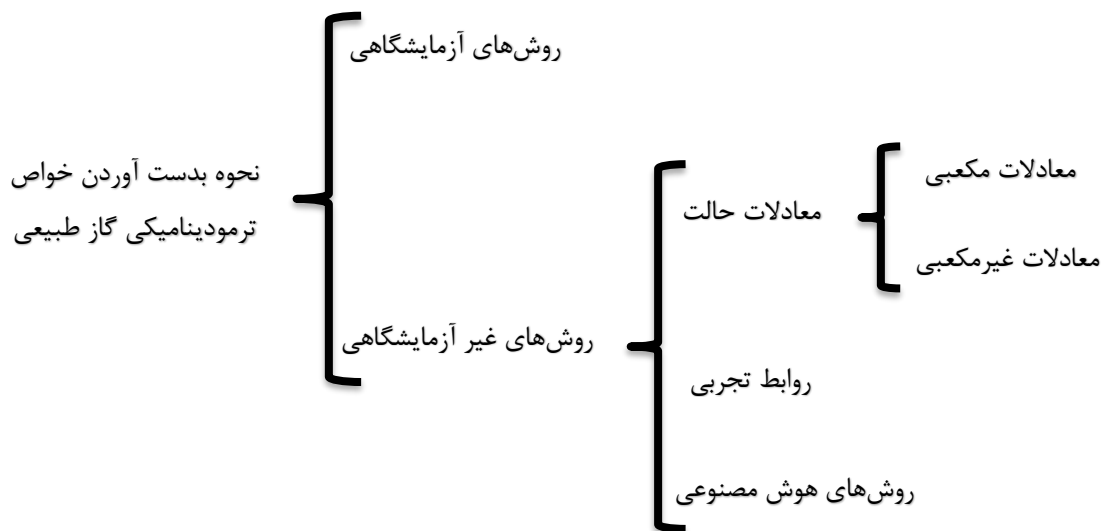 نحوه بدست آوردن خواص
ترمودینامیکی گاز طبیعی
روش‌های آزمایشگاهی
روش‌های غیر آزمایشگاهی
معادلات حالت
معادلات مکعبی
معادلات غیرمکعبی
روابط تجربی
روش‌های هوش مصنوعی